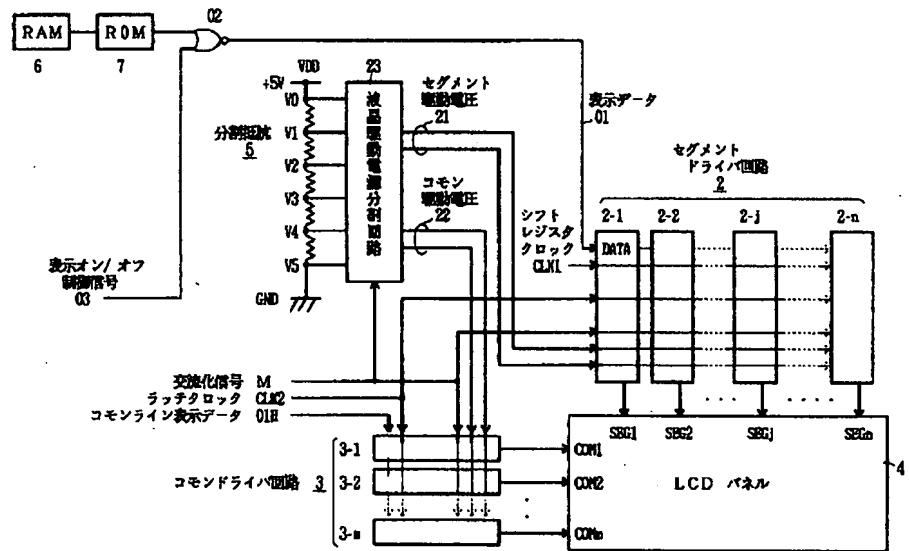 02
RAM
ROM
6
7
VDD
+5V
23
V0
V1
V2
V3
V4
V5
GND
分割抵抗
5
液晶駆動電源分割回路
セグメント
駆動電圧
21
コモン
駆動電圧
22
表示データ
01
セグメント
ドライバ回路
2
2-1
2-2
2-j
2-n
シフト
レジスタ
クロック
CLK1
DATA
表示オン/オフ
制御信号
03
交流化信号 M
ラッチクロック CLK2
コモンライン表示データ 01H
SEG1
SEG2
SEGj
SEGn
コモンドライバ回路 3
3-1
3-2
3-m
COM1
COM2
COMm
LCD パネル
4